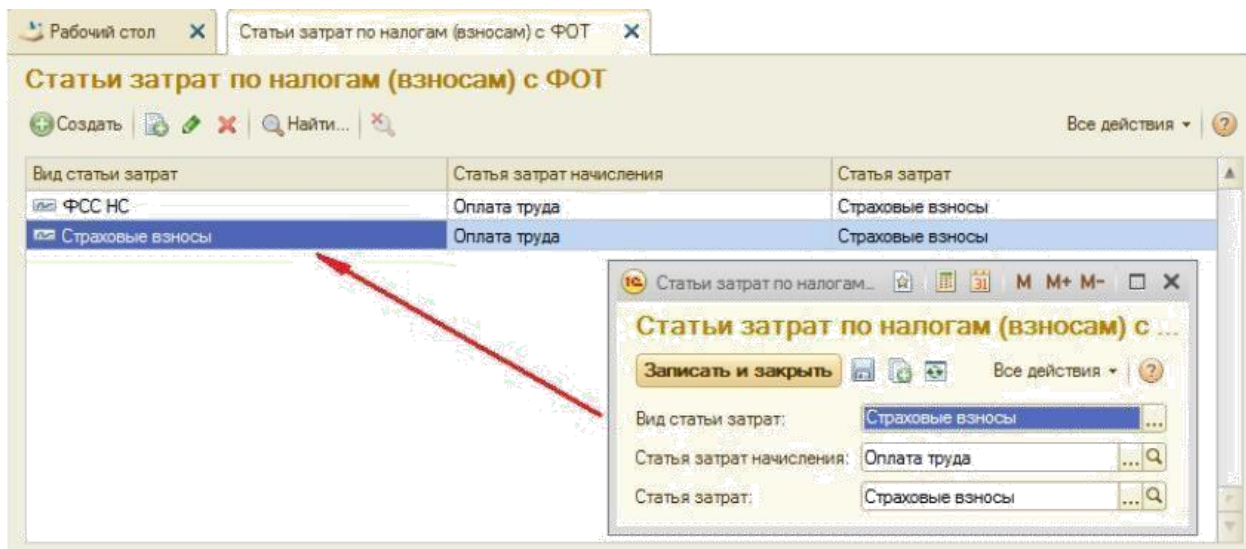 Рабочий стол Статьи затрат по налогам (взносам) с ФОТ
Статьи затрат по налогам (взносам) с ФОТ
Создать Найти... Все действия
Вид статьи затрат Статья затрат начисления Статья затрат
ФСС НС Оплата труда Страховые взносы
Страховые взносы Оплата труда Страховые взносы
1С Статьи затрат по налогам... 31 M M+ M-
Статьи затрат по налогам (взносам) с ...
Записать и закрыть Все действия
Вид статьи затрат: Страховые взносы ...
Статья затрат начисления: Оплата труда ...
Статья затрат: Страховые взносы ...